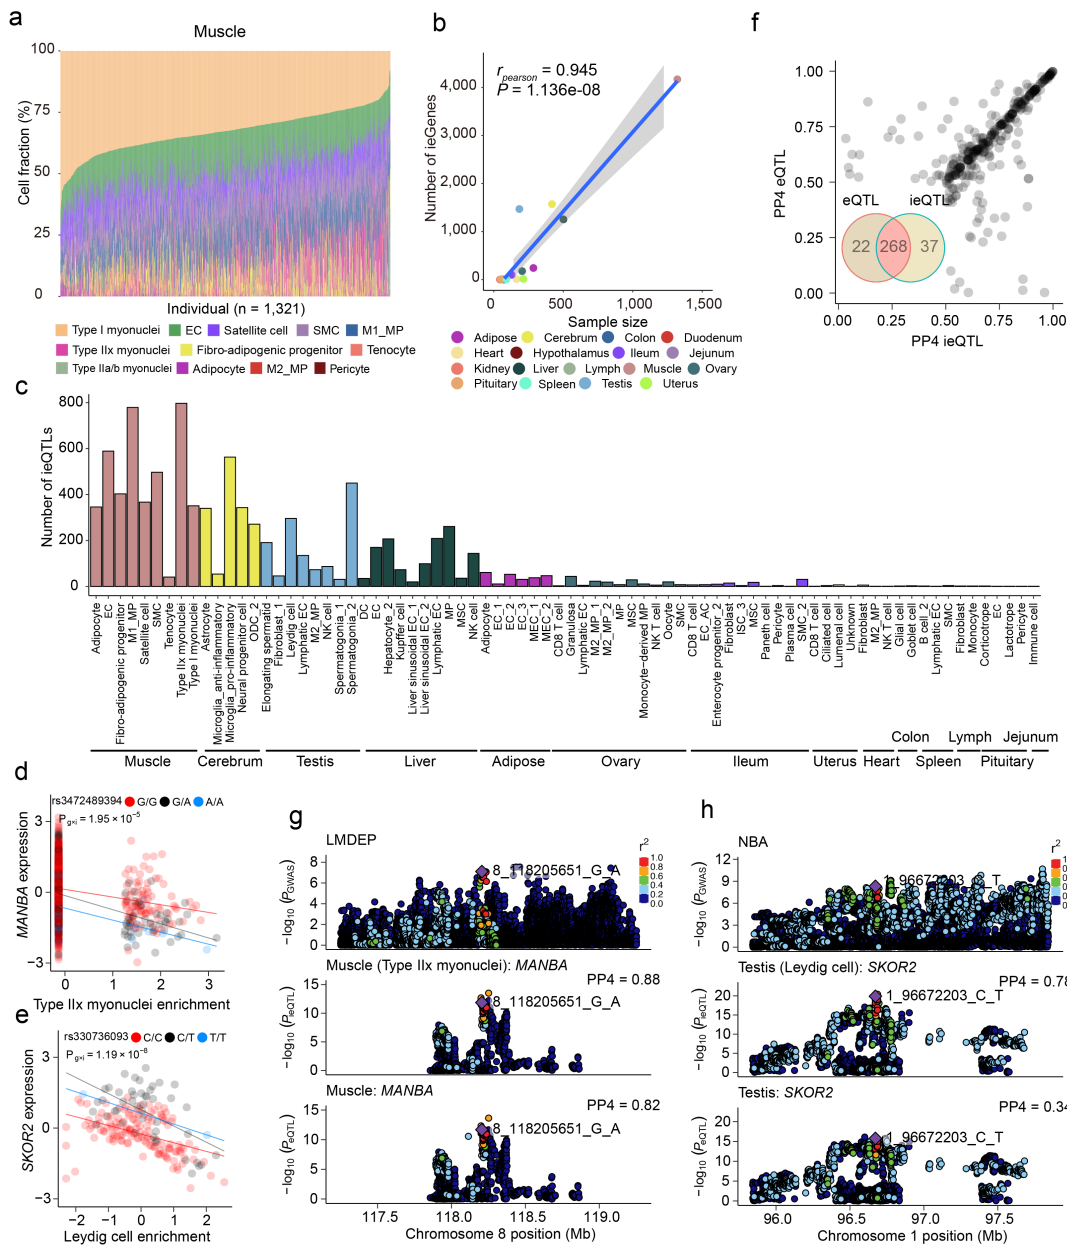 a
Muscle
100
75
50
25
0
Cell fraction (%)
Individual (n = 1,321)
Type I myonuclei
EC
Satellite cell
SMC
M1_MP
Type IIx myonuclei
Fibro-adipogenic progenitor
Tenocyte
Type IIa/b myonuclei
Adipocyte
M2_MP
Pericyte
b
r pearson = 0.945
P = 1.136e-08
4,000
3,000
2,000
1,000
0
Number of ieGenes
0
500
1,000
1,500
Sample size
Adipose
Cerebrum
Colon
Duodenum
Heart
Hypothalamus
Ileum
Jejunum
Kidney
Liver
Lymph
Muscle
Ovary
Pituitary
Spleen
Testis
Uterus
f
1.00
0.75
0.50
0.25
0.00
PP4 eQTL
eQTL
ieQTL
22
268
37
0.00
0.25
0.50
0.75
1.00
PP4 ieQTL
c
800
600
400
200
0
Number of ieQTLs
Adipocyte
EC
Fibro-adipogenic progenitor
M1_MP
Satellite cell
SMC
Tenocyte
Type IIx myonuclei
Type I myonuclei
Astrocyte
Microglia_anti-inflammatory
Microglia_pro-inflammatory
Neural progenitor cell
ODC_2
Elongating spermatid
Fibroblast_1
Leydig cell
Lymphatic EC
M2_MP
NK cell
Spermatogonia_1
Spermatogonia_2
DC
EC
Hepatocyte_2
Kupffer cell
Liver sinusoidal EC_1
Liver sinusoidal EC_2
Lymphatic EC
MP
MSC
NK cell
Adipocyte
EC_1
EC_2
EC_3
MEC_1
MEC_2
CD8 T cell
Granulosa
Lymphatic EC
M2_MP_1
M2_MP_2
MP
MSC
Monocyte-derived MP
NK T cell
Oocyte
SMC
CD8 T cell
EC_AC
Enterocyte progenitor_2
Fibroblast
ISC_3
MSC
Paneth cell
Pericyte
Plasma cell
SMC_2
CD8 T cell
Ciliated cell
Lumenal cell
Unknown
Fibroblast
M2_MP
NK T cell
Glial cell
Goblet cell
B cell_2
Lymphatic EC
SMC
Fibroblast
Monocyte
Corticotrope
EC
Lactotrope
Pericyte
Immune cell
Muscle
Cerebrum
Testis
Liver
Adipose
Ovary
Ileum
Uterus
Heart
Colon
Spleen
Lymph
Pituitary
Jejunum
d
rs3472489394
G/G
G/A
A/A
P g×i = 1.95 × 10⁻⁵
3
0
−3
MANBA expression
0
1
2
3
Type IIx myonuclei enrichment
e
rs330736093
C/C
C/T
T/T
P g×i = 1.19 × 10⁻⁸
3
0
−3
SKOR2 expression
−2
−1
0
1
2
Leydig cell enrichment
g
LMDEP
8
6
4
2
0
−log10 (PGWAS)
8_118205651_G_A
r²
1.0
0.8
0.6
0.4
0.2
0.0
Muscle (Type IIx myonuclei): MANBA
PP4 = 0.88
15
10
5
0
−log10 (PieQTL)
8_118205651_G_A
Muscle: MANBA
PP4 = 0.82
15
10
5
0
−log10 (PeQTL)
8_118205651_G_A
117.5
118.0
118.5
119.0
Chromosome 8 position (Mb)
h
NBA
12
9
6
3
0
−log10 (PGWAS)
1_96672203_C_T
r²
Testis (Leydig cell): SKOR2
PP4 = 0.78
20
15
10
5
0
−log10 (PieQTL)
1_96672203_C_T
Testis: SKOR2
PP4 = 0.34
20
15
10
5
0
−log10 (PeQTL)
1_96672203_C_T
96.0
96.5
97.0
97.5
Chromosome 1 position (Mb)